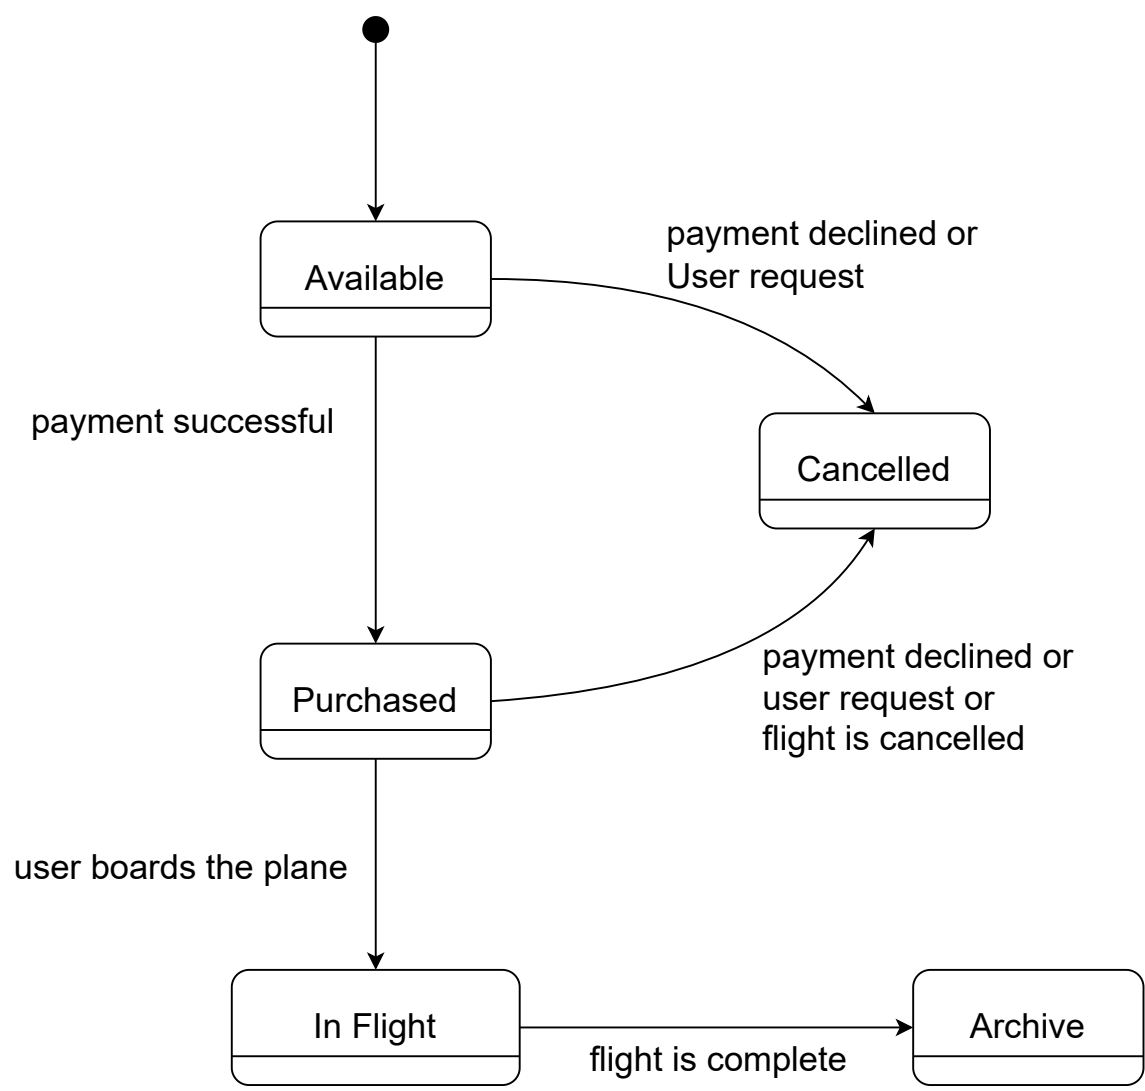 Available
payment declined or
User request
payment successful
Cancelled
Purchased
payment declined or
user request or
flight is cancelled
user boards the plane
In Flight
flight is complete
Archive